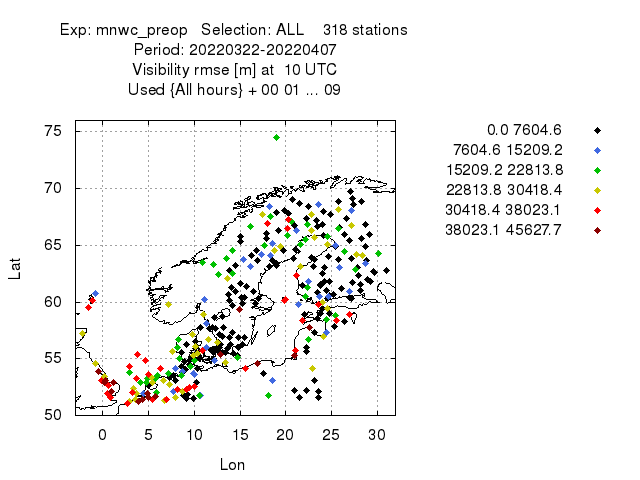 Exp: mnwc_preop Selection: ALL 318 stations
Period: 20220322-20220407
Visibility rmse [m] at 10 UTC
Used {All hours} + 00 01 ... 09
0.0 7604.6
7604.6 15209.2
15209.2 22813.8
22813.8 30418.4
30418.4 38023.1
38023.1 45627.7
75
70
65
60
55
50
Lat
0 5 10 15 20 25 30
Lon